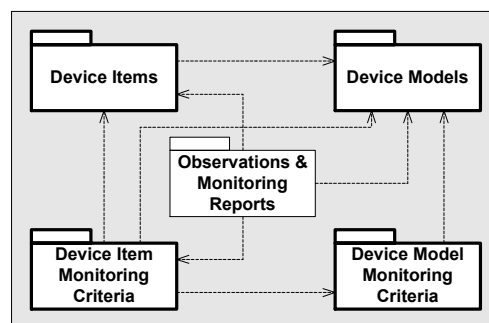 Device Items
Device Models
Observations &
Monitoring
Reports
Device Item
Monitoring
Criteria
Device Model
Monitoring
Criteria